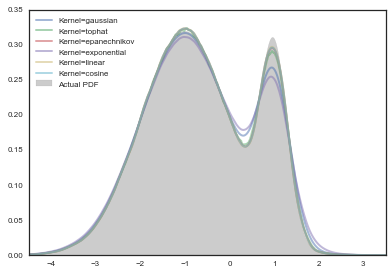 0.35
0.30
0.25
0.20
0.15
0.10
0.05
0.00
Kernel=gaussian
Kernel=tophat
Kernel=epanechnikov
Kernel=exponential
Kernel=linear
Kernel=cosine
Actual PDF
−4 −3 −2 −1 0 1 2 3